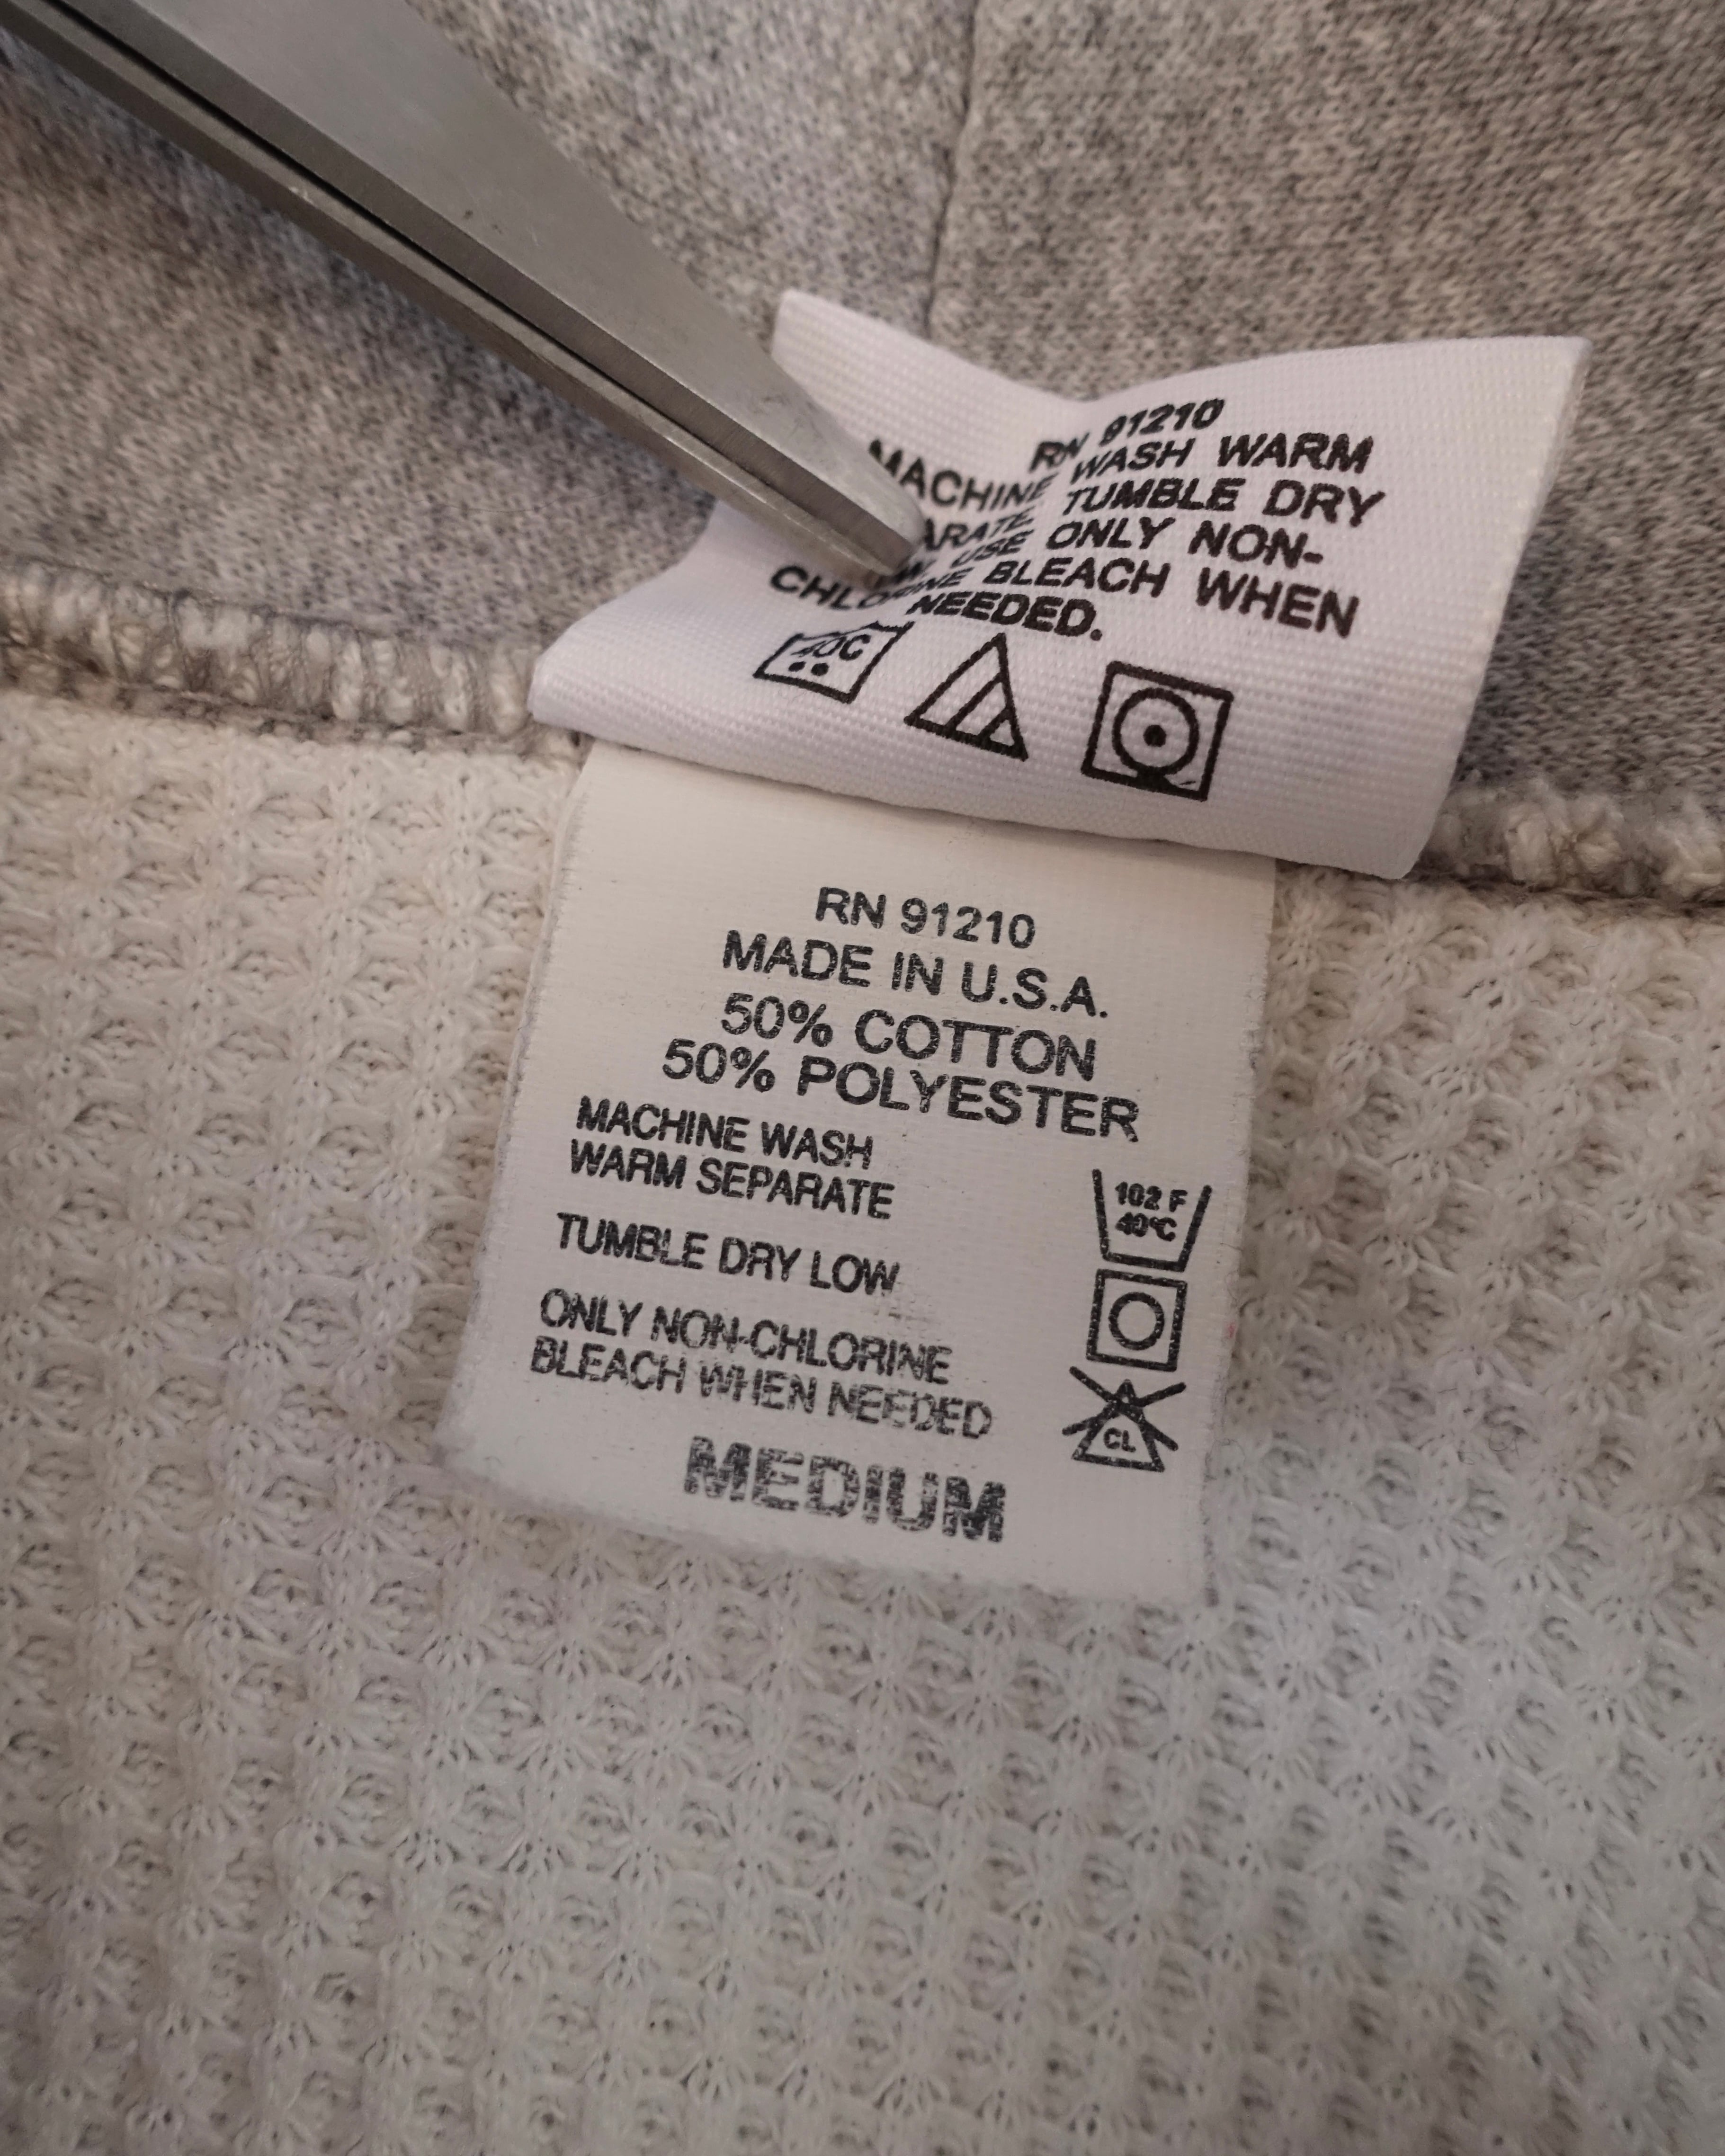 RN 91210
MACHINE WASH WARM
TUMBLE DRY
USE ONLY NON-
CHLORINE BLEACH WHEN
NEEDED.
40C
RN 91210
MADE IN U.S.A.
50% COTTON
50% POLYESTER
MACHINE WASH
WARM SEPARATE
TUMBLE DRY LOW
ONLY NON-CHLORINE
BLEACH WHEN NEEDED
102 F
40°C
CL
MEDIUM